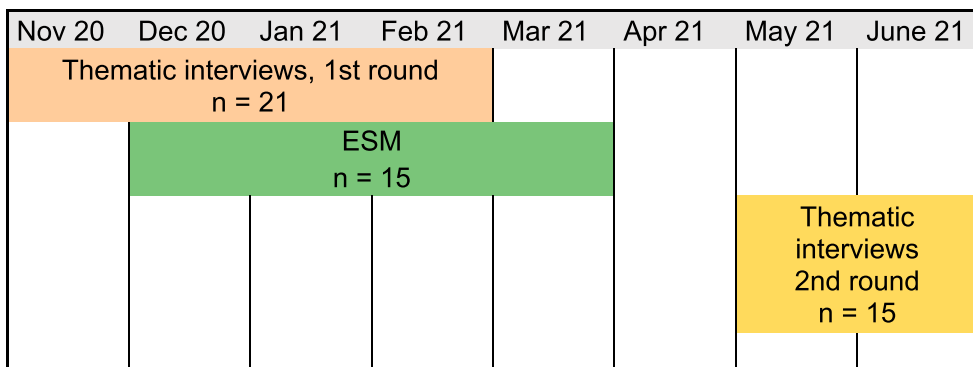 Nov 20 Dec 20 Jan 21 Feb 21 Mar 21 Apr 21 May 21 June 21
Thematic interviews, 1st round
n = 21
ESM
n = 15
Thematic
interviews
2nd round
n = 15